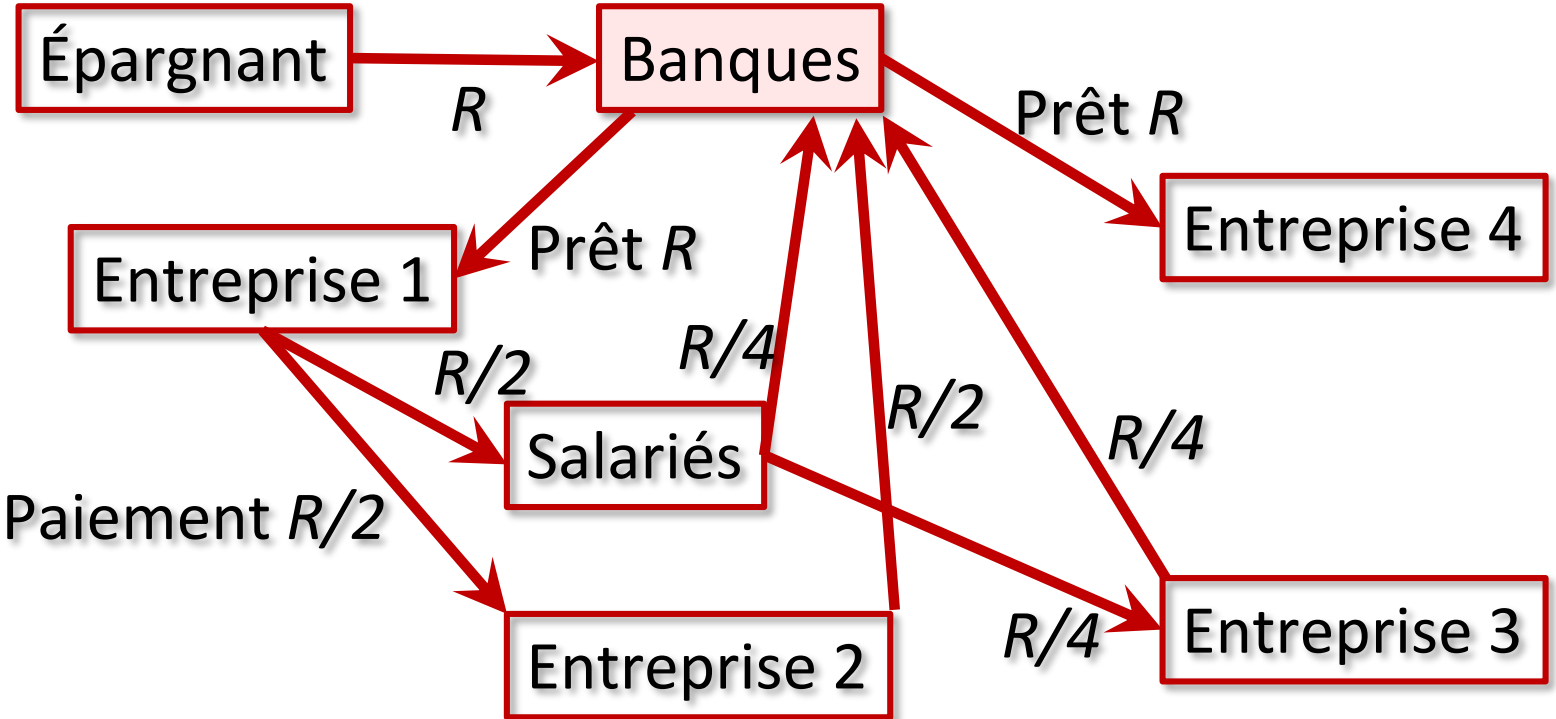 Épargnant
Banques
R
Prêt R
Prêt R
Entreprise 4
Entreprise 1
R/4
R/2
R/2
R/4
Salariés
Paiement R/2
R/4
Entreprise 3
Entreprise 2